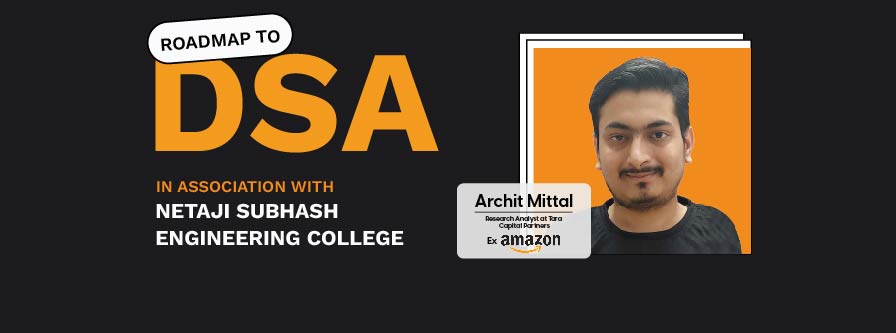 ROADMAP TO
DSA
IN ASSOCIATION WITH
NETAJI SUBHASH
ENGINEERING COLLEGE
Archit Mittal
Research Analyst at Tara
Capital Partners
Ex amazon